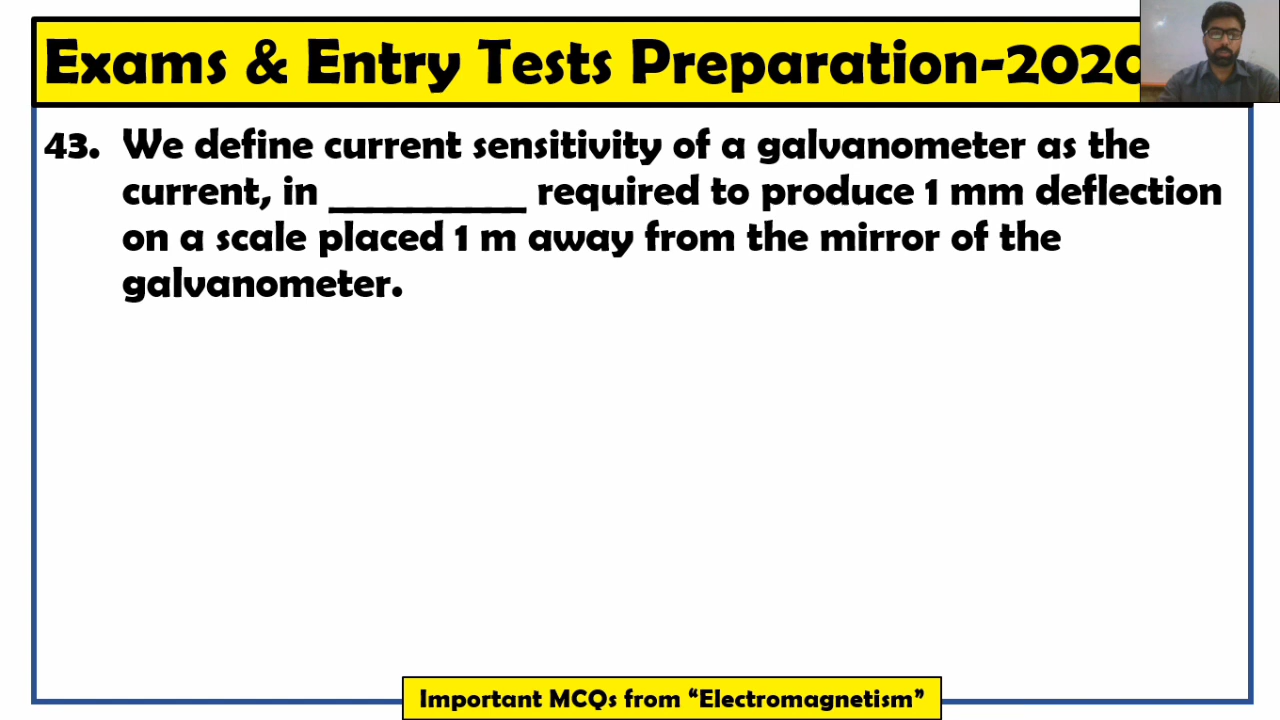 Exams & Entry Tests Preparation-2020
43. We define current sensitivity of a galvanometer as the
current, in __________ required to produce 1 mm deflection
on a scale placed 1 m away from the mirror of the
galvanometer.
Important MCQs from “Electromagnetism”